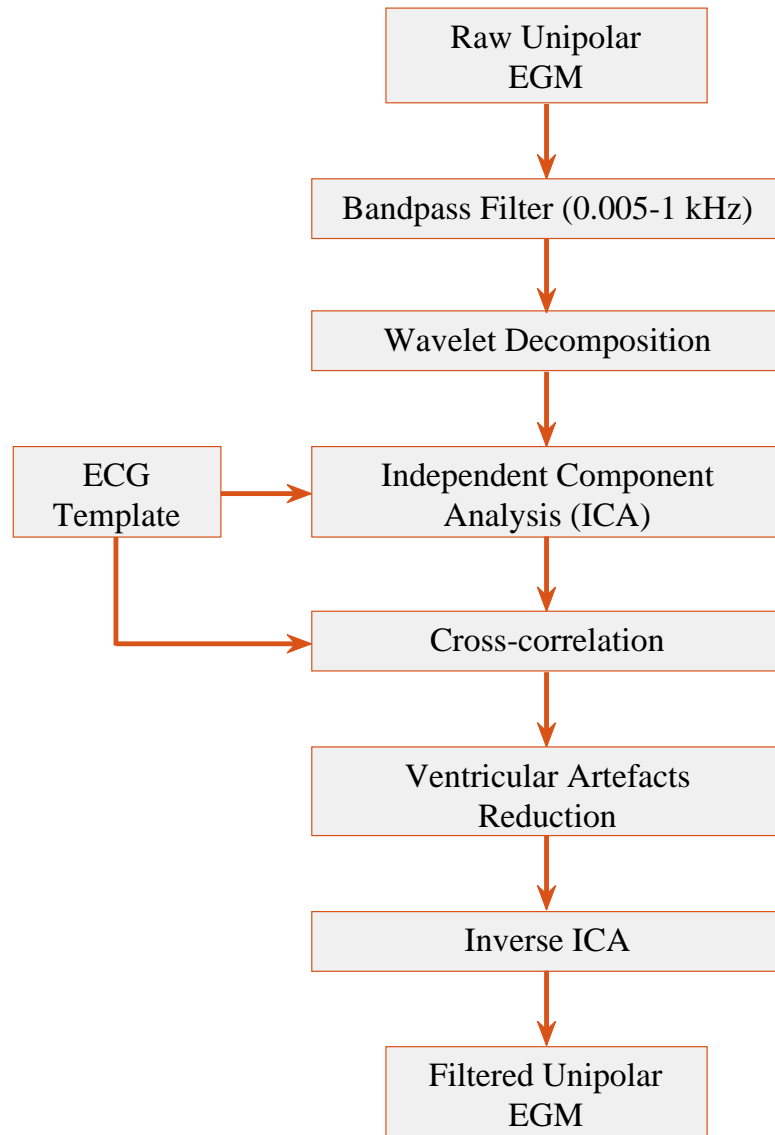 Raw Unipolar
EGM
Bandpass Filter (0.005-1 kHz)
Wavelet Decomposition
ECG
Template
Independent Component
Analysis (ICA)
Cross-correlation
Ventricular Artefacts
Reduction
Inverse ICA
Filtered Unipolar
EGM